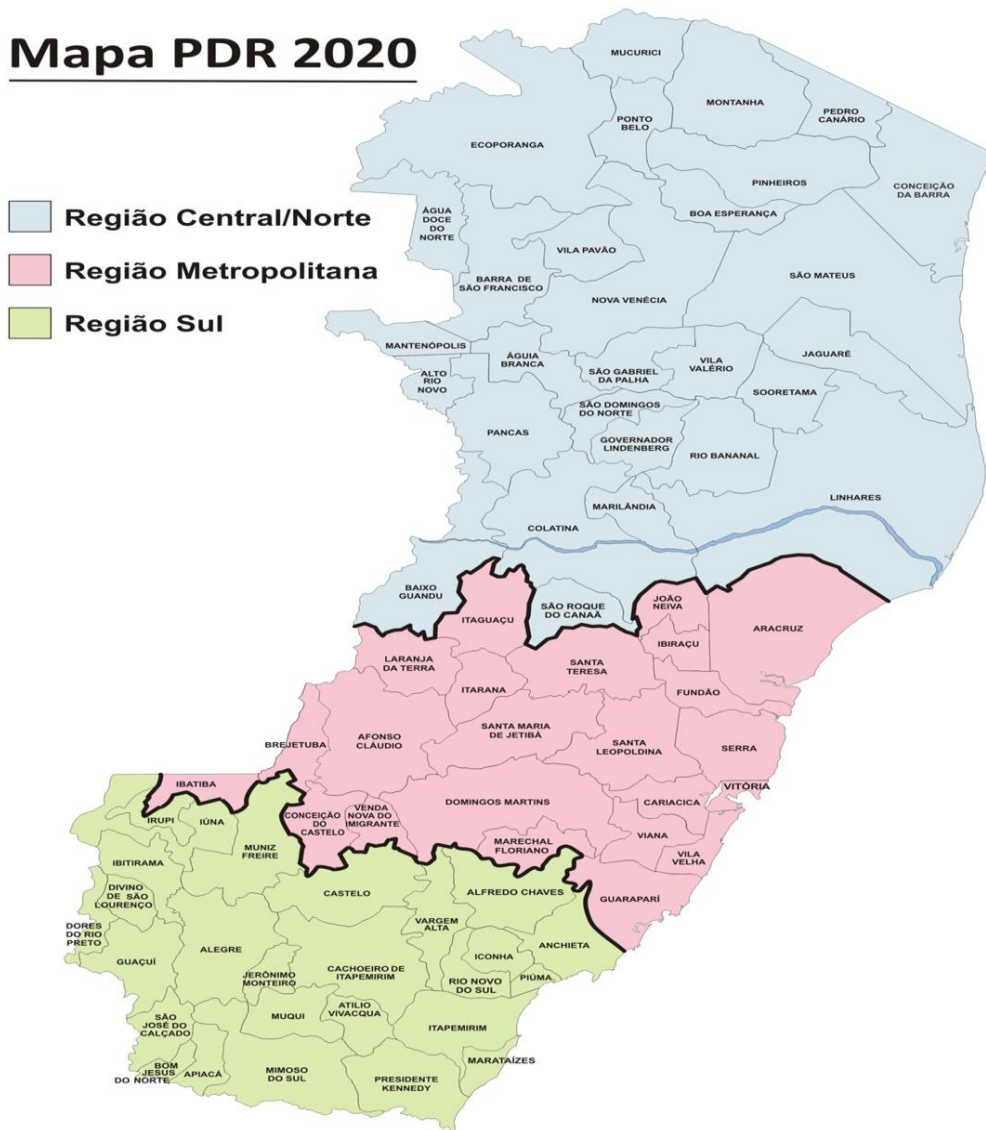 Mapa PDR 2020
Região Central/Norte
Região Metropolitana
Região Sul
MUCURICI
MONTANHA
PEDRO
CANÁRIO
PONTO
BELO
ECOPORANGA
PINHEIROS
CONCEIÇÃO
DA BARRA
BOA ESPERANÇA
ÁGUA
DOCE
DO
NORTE
VILA PAVÃO
BARRA DE
SÃO FRANCISCO
SÃO MATEUS
NOVA VENÉCIA
MANTENÓPOLIS
ÁGUIA
BRANCA
JAGUARÉ
VILA
VALÉRIO
SÃO GABRIEL
DA PALHA
ALTO
RIO
NOVO
SOORETAMA
SÃO DOMINGOS
DO NORTE
PANCAS
GOVERNADOR
LINDENBERG
RIO BANANAL
LINHARES
MARILÂNDIA
COLATINA
BAIXO
GUANDU
SÃO ROQUE
DO CANAÃ
JOÃO
NEIVA
ITAGUAÇU
ARACRUZ
IBIRAÇU
LARANJA
DA TERRA
SANTA
TERESA
ITARANA
FUNDÃO
SANTA MARIA
DE JETIBÁ
AFONSO
CLÁUDIO
BREJETUBA
SANTA
LEOPOLDINA
SERRA
IBATIBA
VITÓRIA
DOMINGOS MARTINS
CARIACICA
CONCEIÇÃO
DO
CASTELO
VENDA
NOVA DO
IMIGRANTE
IRUPI
IÚNA
VIANA
MARECHAL
FLORIANO
MUNIZ
FREIRE
VILA
VELHA
IBITIRAMA
CASTELO
ALFREDO CHAVES
GUARAPARÍ
DIVINO
DE SÃO
LOURENÇO
VARGEM
ALTA
DORES
DO RIO
PRETO
ANCHIETA
ALEGRE
ICONHA
GUAÇUÍ
CACHOEIRO DE
ITAPEMIRIM
JERÔNIMO
MONTEIRO
RIO NOVO
DO SUL
PIÚMA
ATILIO
VIVACQUA
MUQUI
SÃO
JOSÉ DO
CALÇADO
ITAPEMIRIM
MARATAÍZES
BOM
JESUS
DO NORTE
APIACÁ
MIMOSO
DO SUL
PRESIDENTE
KENNEDY